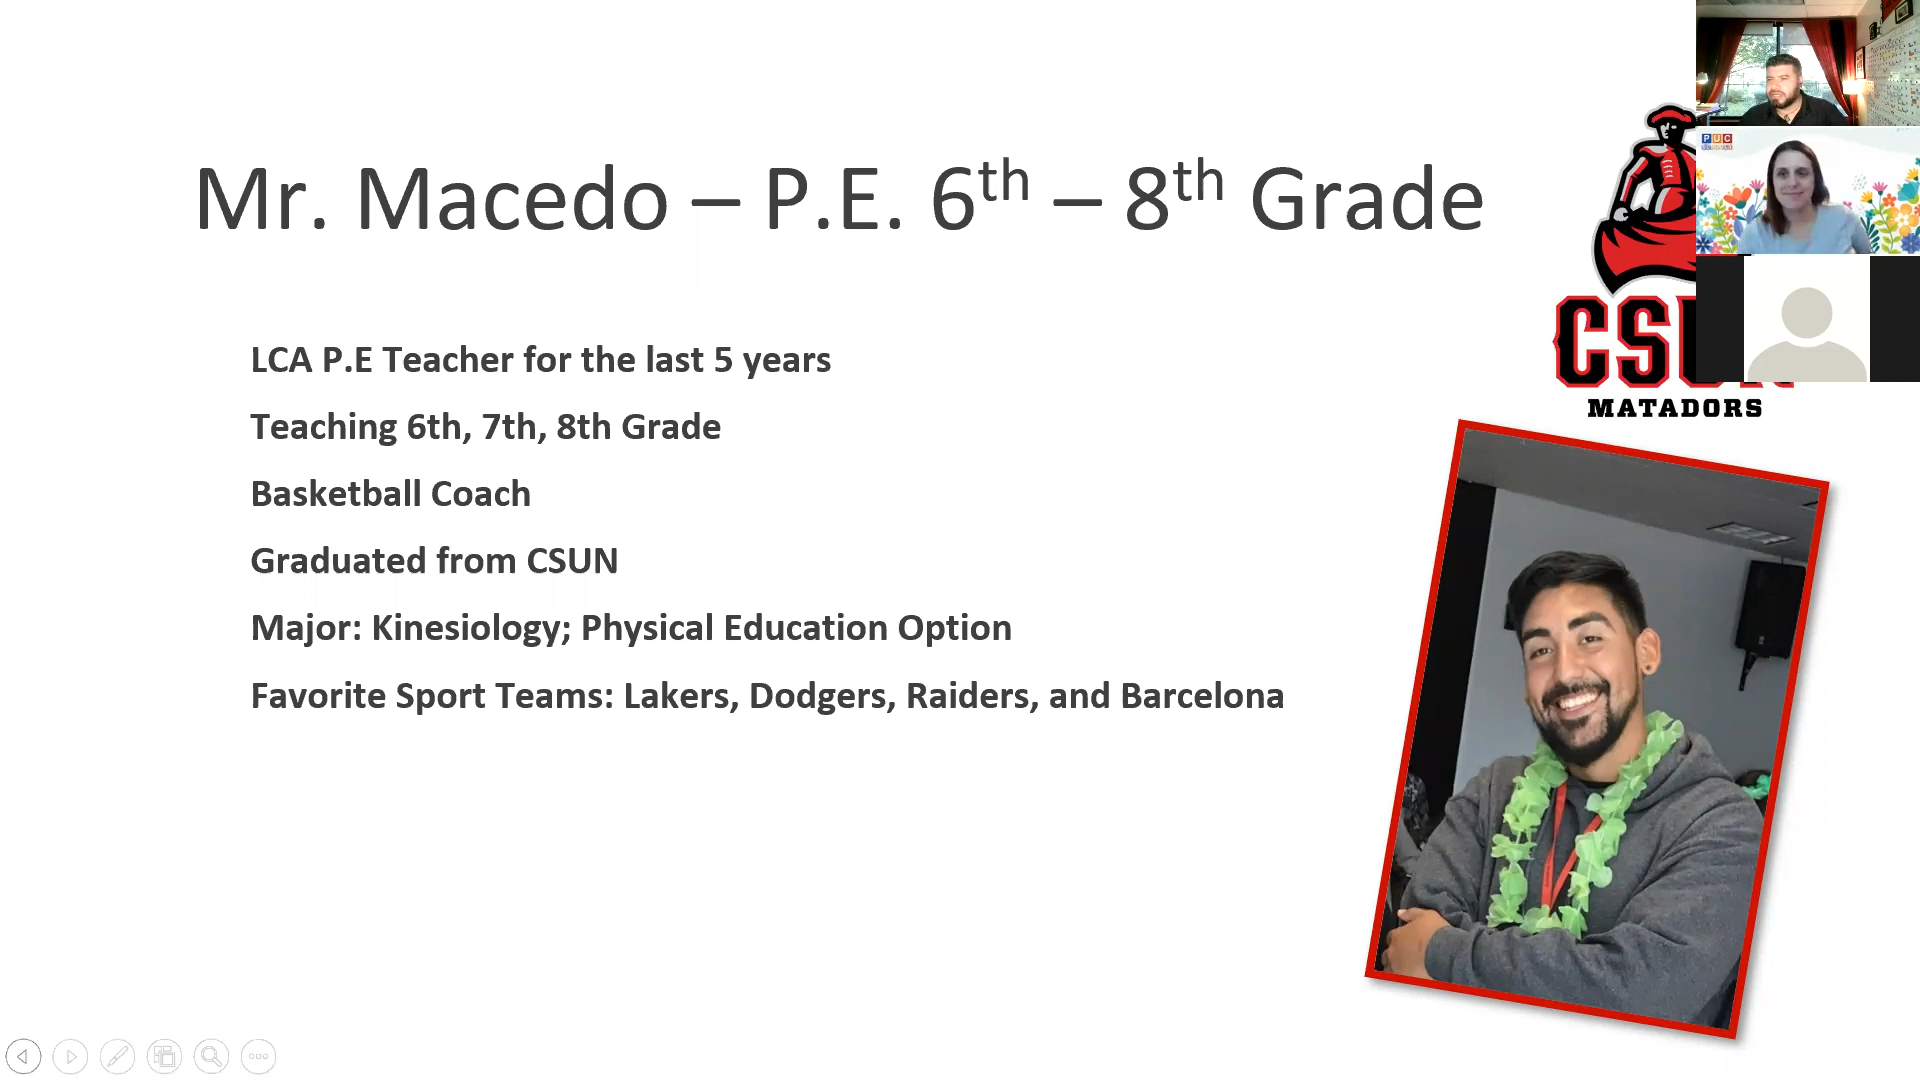 Mr. Macedo – P.E. 6th – 8th Grade
LCA P.E Teacher for the last 5 years
Teaching 6th, 7th, 8th Grade
Basketball Coach
Graduated from CSUN
Major: Kinesiology; Physical Education Option
Favorite Sport Teams: Lakers, Dodgers, Raiders, and Barcelona
MATADORS
PUC